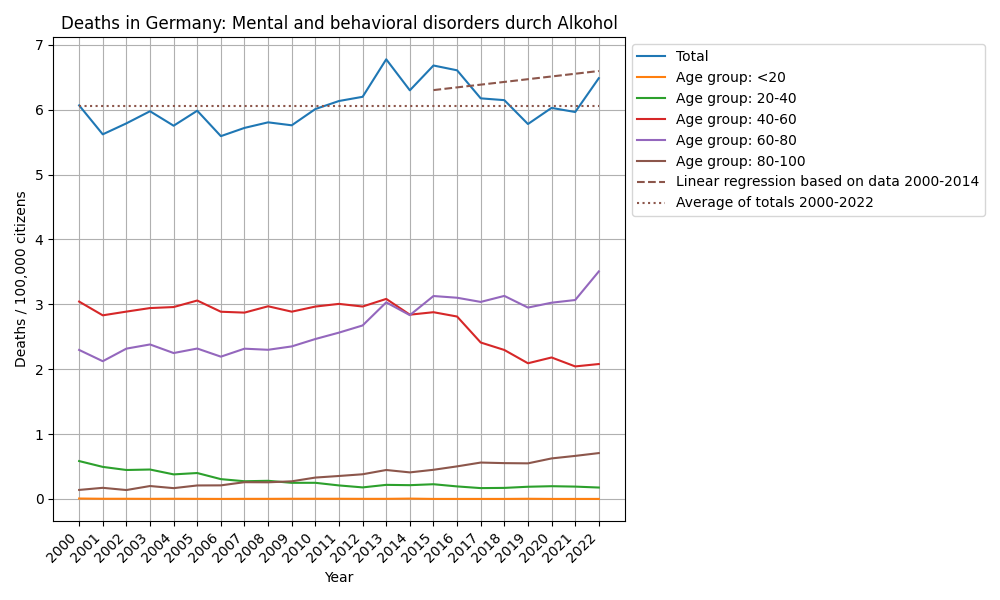 Deaths in Germany: Mental and behavioral disorders durch Alkohol
7
6
5
4
3
2
1
0
Deaths / 100,000 citizens
2000
2001
2002
2003
2004
2005
2006
2007
2008
2009
2010
2011
2012
2013
2014
2015
2016
2017
2018
2019
2020
2021
2022
Year
Total
Age group: <20
Age group: 20-40
Age group: 40-60
Age group: 60-80
Age group: 80-100
Linear regression based on data 2000-2014
Average of totals 2000-2022